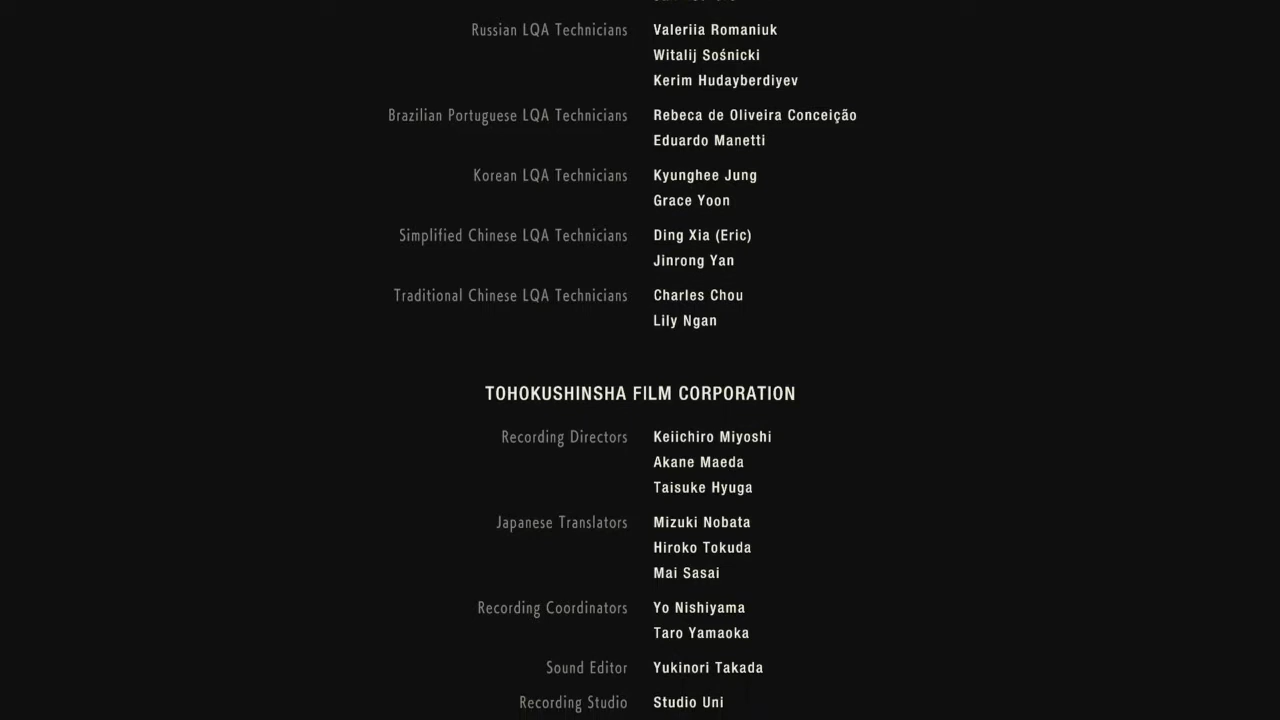 Russian LQA Technicians Valeriia Romaniuk
Witalij Sośnicki
Kerim Hudayberdiyev
Brazilian Portuguese LQA Technicians Rebeca de Oliveira Conceição
Eduardo Manetti
Korean LQA Technicians Kyunghee Jung
Grace Yoon
Simplified Chinese LQA Technicians Ding Xia (Eric)
Jinrong Yan
Traditional Chinese LQA Technicians Charles Chou
Lily Ngan
TOHOKUSHINSHA FILM CORPORATION
Recording Directors Keiichiro Miyoshi
Akane Maeda
Taisuke Hyuga
Japanese Translators Mizuki Nobata
Hiroko Tokuda
Mai Sasai
Recording Coordinators Yo Nishiyama
Taro Yamaoka
Sound Editor Yukinori Takada
Recording Studio Studio Uni